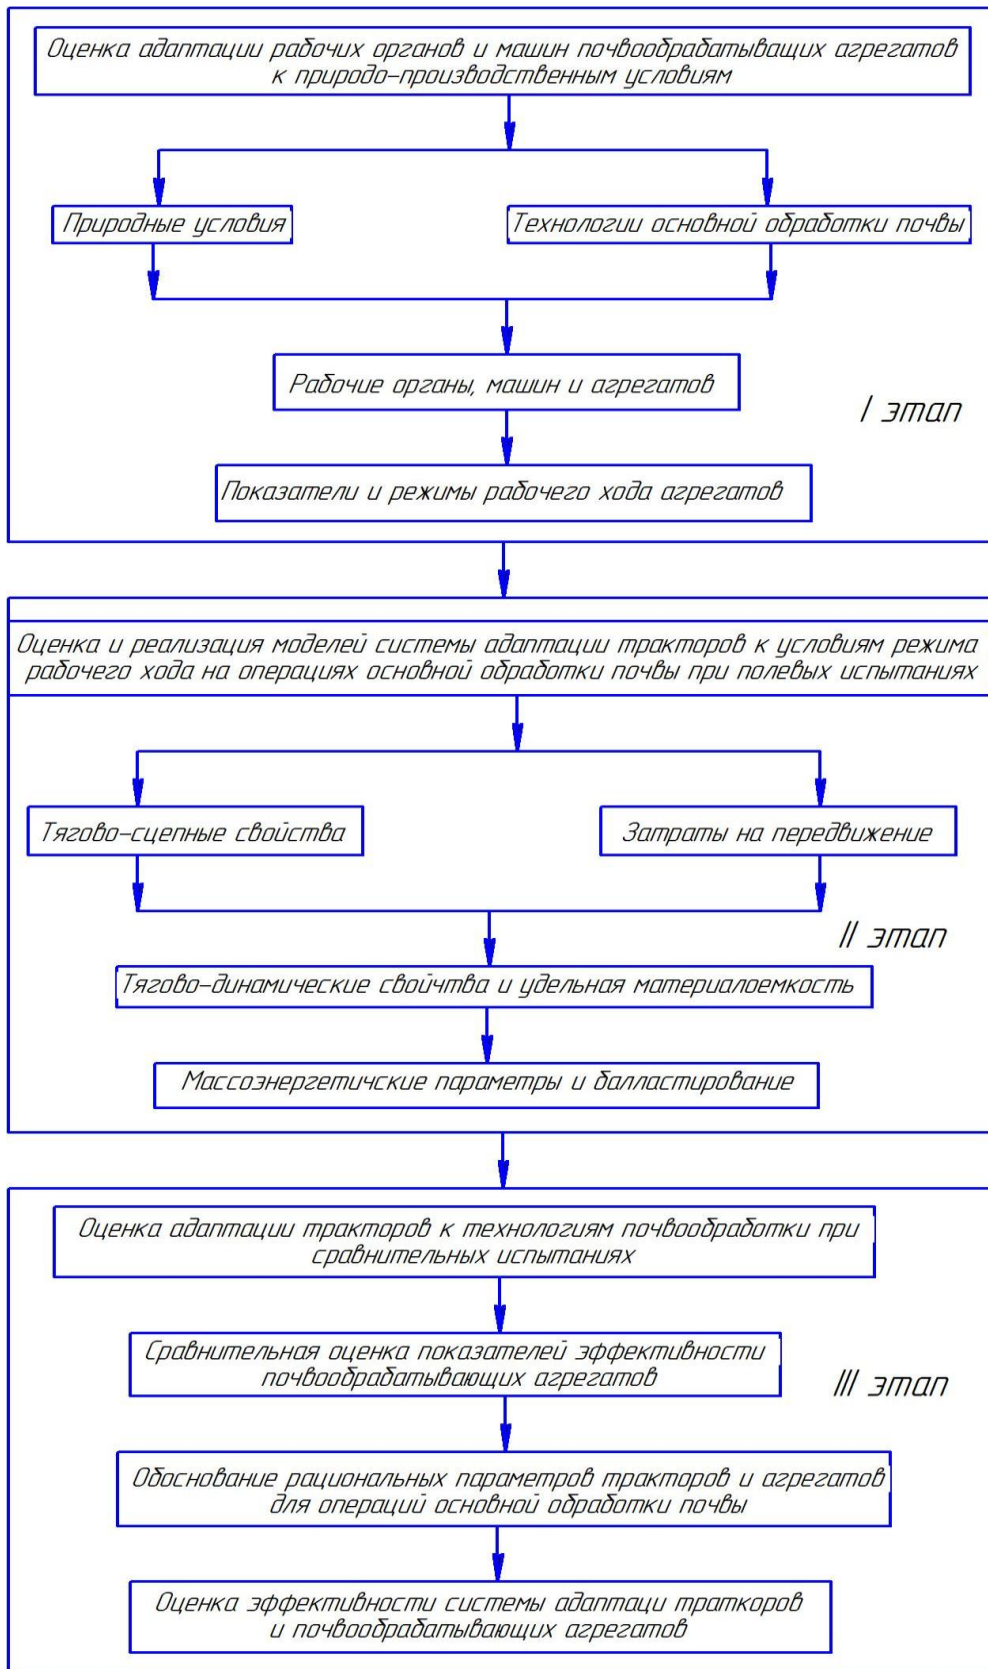 Оценка адаптации рабочих органов и машин почвообрабатыващих агрегатов
к природо-производственным условиям
Природные условия
Технологии основной обработки почвы
Рабочие органы, машин и агрегатов
I этап
Показатели и режимы рабочего хода агрегатов
Оценка и реализация моделей системы адаптации тракторов к условиям режима
рабочего хода на операциях основной обработки почвы при полевых испытаниях
Тягово-сцепные свойства
Затраты на передвижение
II этап
Тягово-динамические свойчтва и удельная материалоемкость
Массоэнергетичские параметры и балластирование
Оценка адаптации тракторов к технологиям почвообработки при
сравнительных испытаниях
Сравнительная оценка показателей эффективности
почвообрабатывающих агрегатов
III этап
Обоснование рациональных параметров тракторов и агрегатов
для операций основной обработки почвы
Оценка эффективности системы адаптаци траткоров
и почвообрабатывающих агрегатов